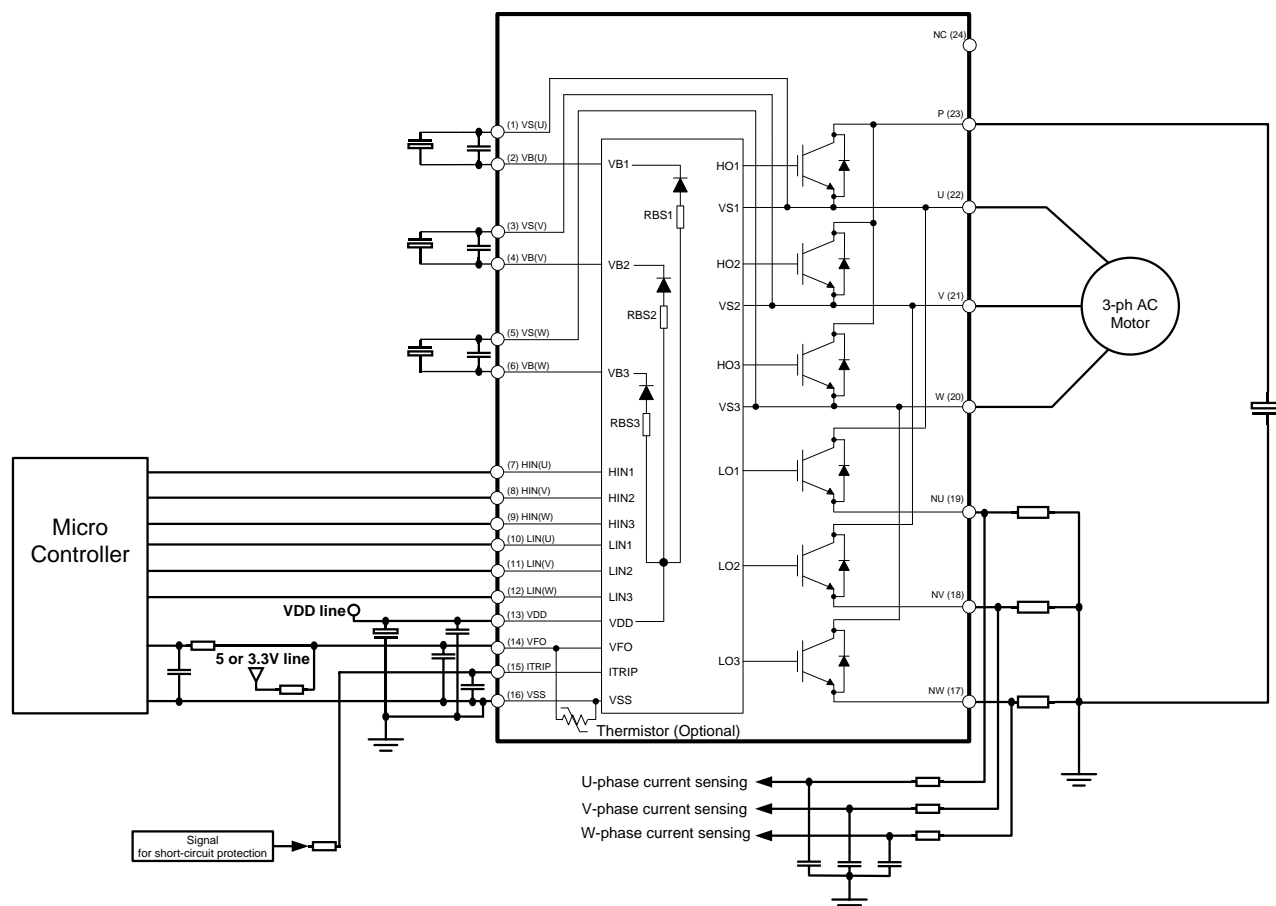 NC (24)
(1) VS(U)
P (23)
(2) VB(U)
VB1
HO1
RBS1
U (22)
VS1
(3) VS(V)
(4) VB(V)
VB2
HO2
RBS2
V (21)
VS2
3-ph AC
Motor
(5) VS(W)
(6) VB(W)
VB3
HO3
RBS3
W (20)
VS3
Micro
Controller
(7) HIN(U)
HIN1
LO1
(8) HIN(V)
HIN2
(9) HIN(W)
HIN3
NU (19)
(10) LIN(U)
LIN1
(11) LIN(V)
LIN2
LO2
(12) LIN(W)
LIN3
NV (18)
VDD line
(13) VDD
VDD
(14) VFO
VFO
5 or 3.3V line
(15) ITRIP
ITRIP
LO3
(16) VSS
VSS
NW (17)
Thermistor (Optional)
U-phase current sensing
V-phase current sensing
W-phase current sensing
Signal
for short-circuit protection